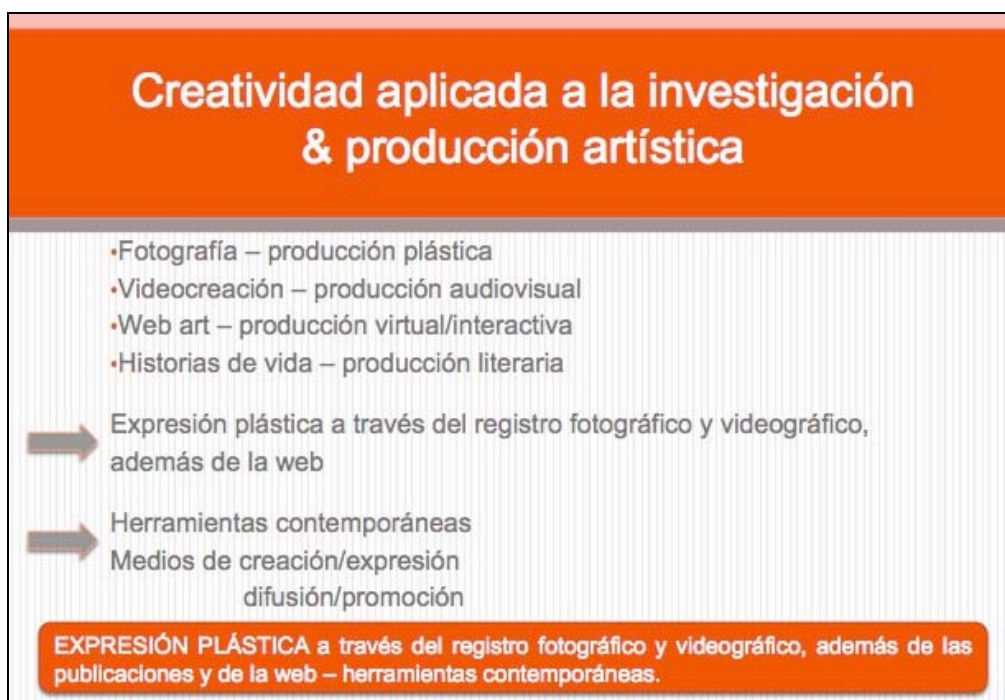 Creatividad aplicada a la investigación
& producción artística
•Fotografía – producción plástica
•Videocreación – producción audiovisual
•Web art – producción virtual/interactiva
•Historias de vida – producción literaria
Expresión plástica a través del registro fotográfico y videográfico,
además de la web
Herramientas contemporáneas
Medios de creación/expresión
difusión/promoción
EXPRESIÓN PLÁSTICA a través del registro fotográfico y videográfico, además de las
publicaciones y de la web – herramientas contemporáneas.